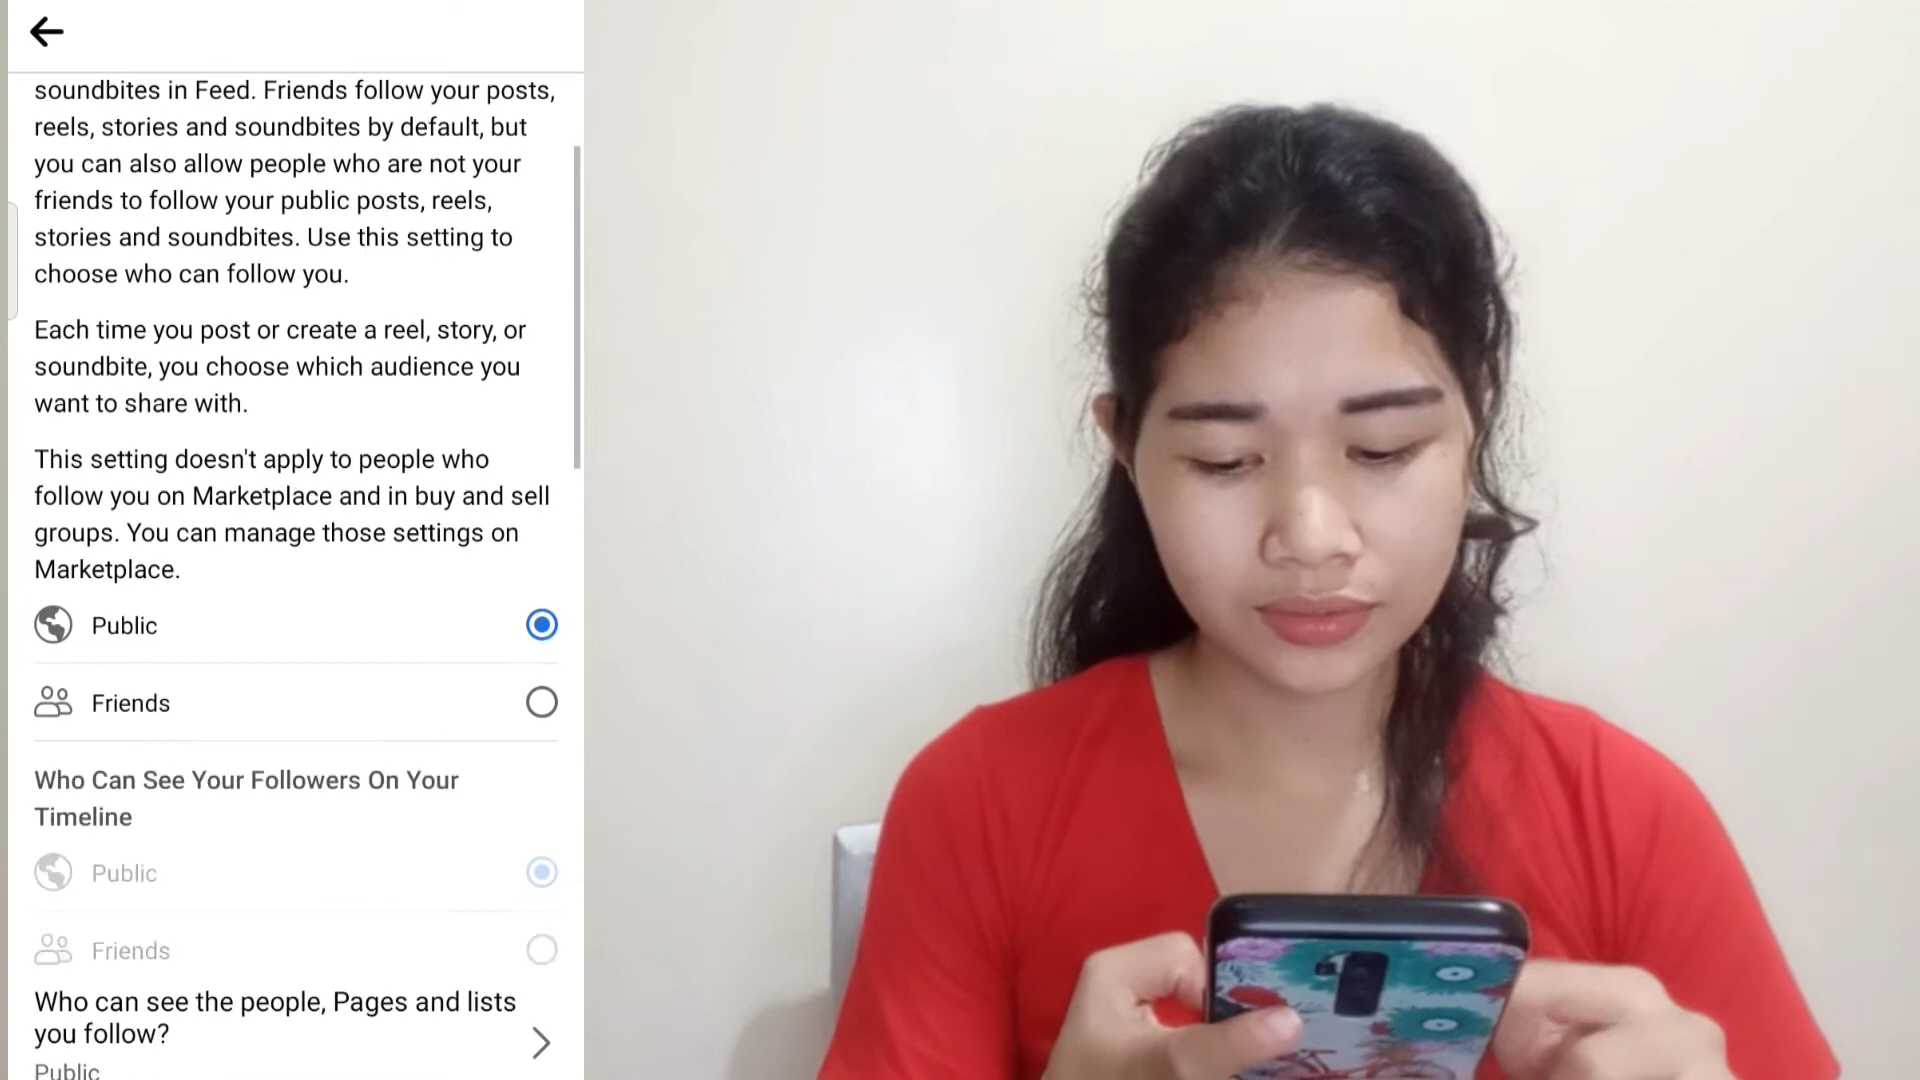 soundbites in Feed. Friends follow your posts,
reels, stories and soundbites by default, but
you can also allow people who are not your
friends to follow your public posts, reels,
stories and soundbites. Use this setting to
choose who can follow you.
Each time you post or create a reel, story, or
soundbite, you choose which audience you
want to share with.
This setting doesn't apply to people who
follow you on Marketplace and in buy and sell
groups. You can manage those settings on
Marketplace.
Public
Friends
Who Can See Your Followers On Your
Timeline
Public
Friends
Who can see the people, Pages and lists
you follow?
Public